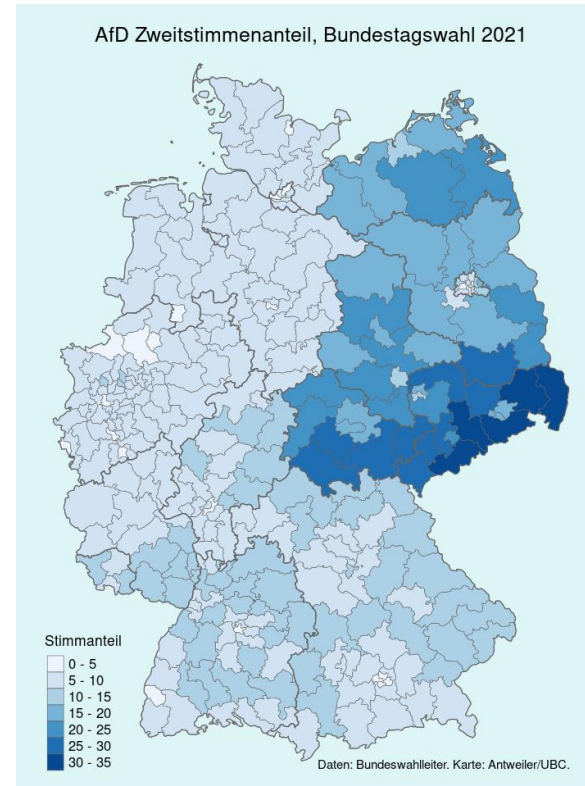 AfD Zweitstimmenanteil, Bundestagswahl 2021
Stimmanteil
0 - 5
5 - 10
10 - 15
15 - 20
20 - 25
25 - 30
30 - 35
Daten: Bundeswahlleiter. Karte: Antweiler/UBC.